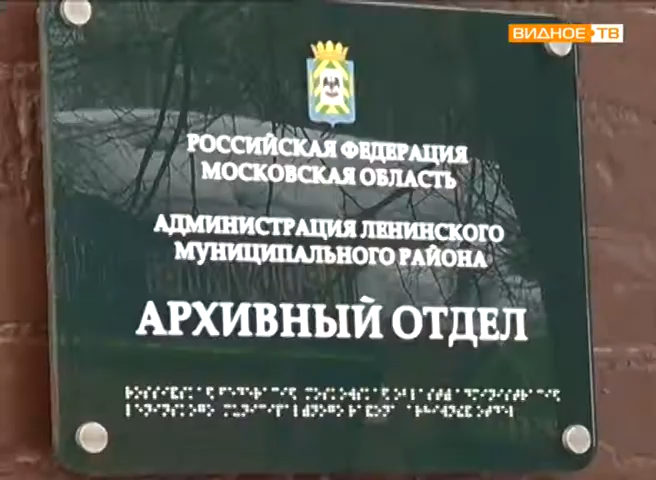 ВИДНОЕ ТВ
РОССИЙСКАЯ ФЕДЕРАЦИЯ
МОСКОВСКАЯ ОБЛАСТЬ
АДМИНИСТРАЦИЯ ЛЕНИНСКОГО
МУНИЦИПАЛЬНОГО РАЙОНА
АРХИВНЫЙ ОТДЕЛ